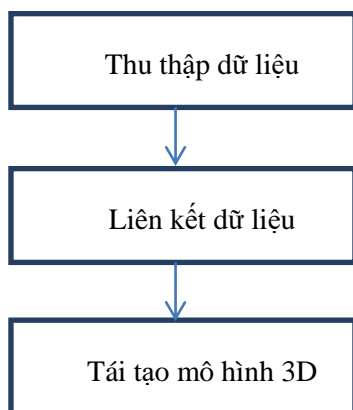 Thu thập dữ liệu
Liên kết dữ liệu
Tái tạo mô hình 3D